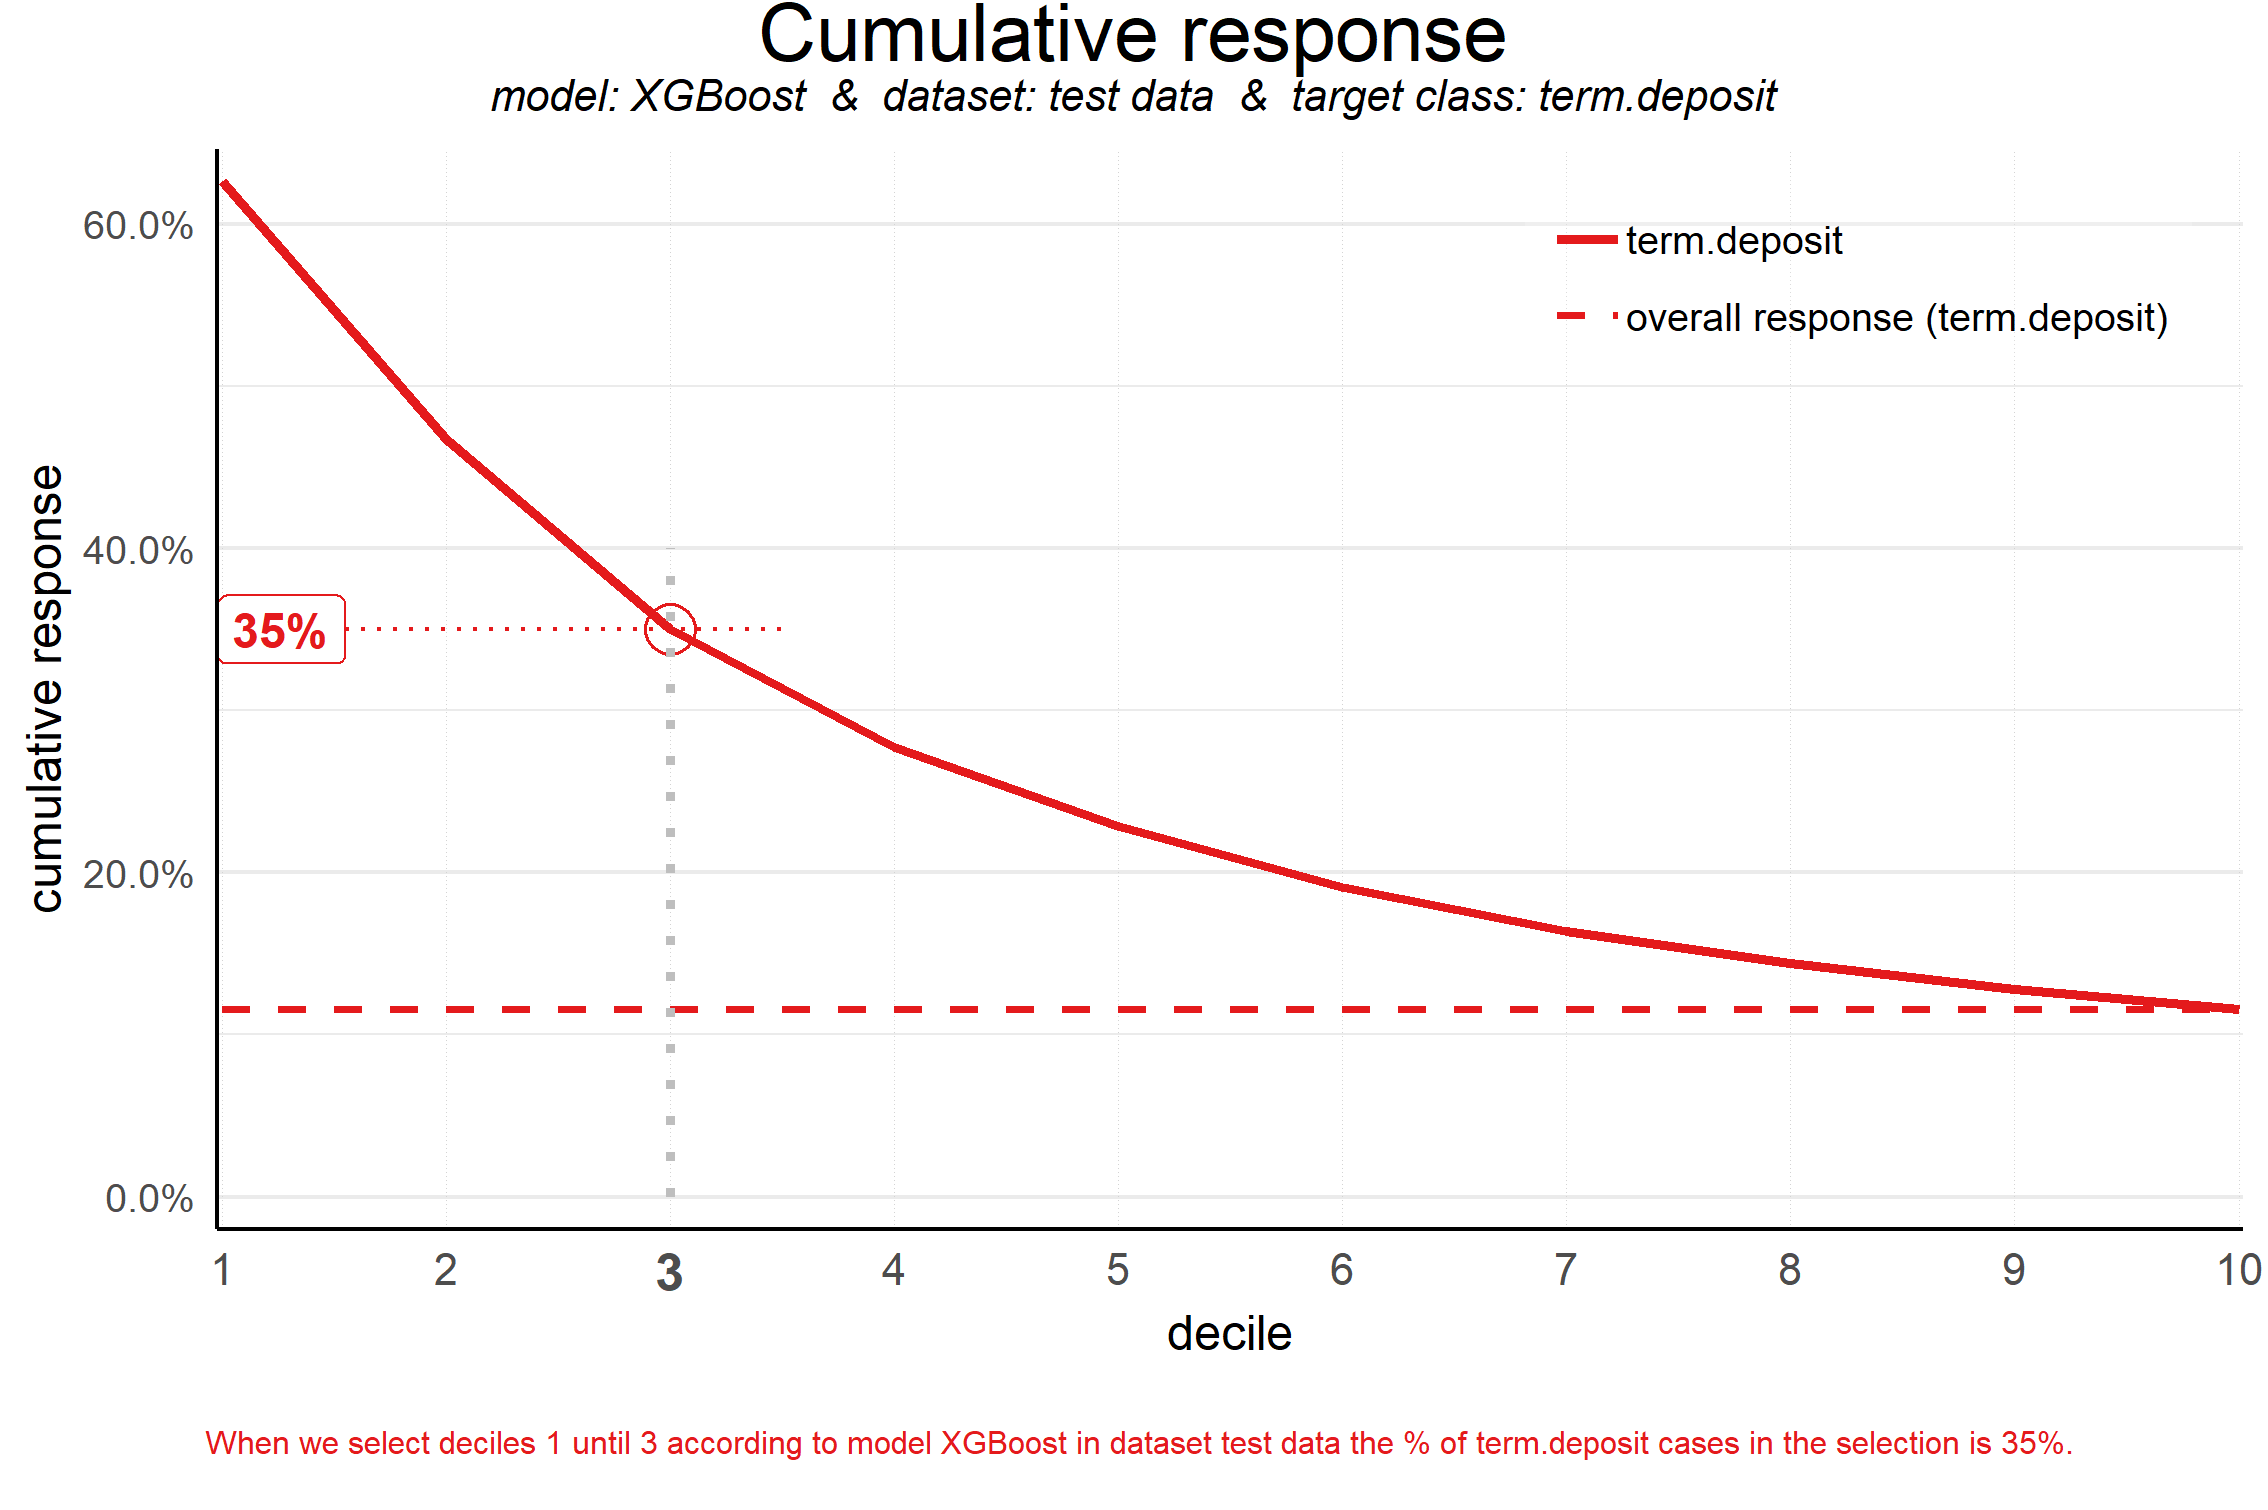 Cumulative response
model: XGBoost & dataset: test data & target class: term.deposit
cumulative response
60.0%
40.0%
20.0%
0.0%
term.deposit
overall response (term.deposit)
35%
1 2 3 4 5 6 7 8 9 10
decile
When we select deciles 1 until 3 according to model XGBoost in dataset test data the % of term.deposit cases in the selection is 35%.